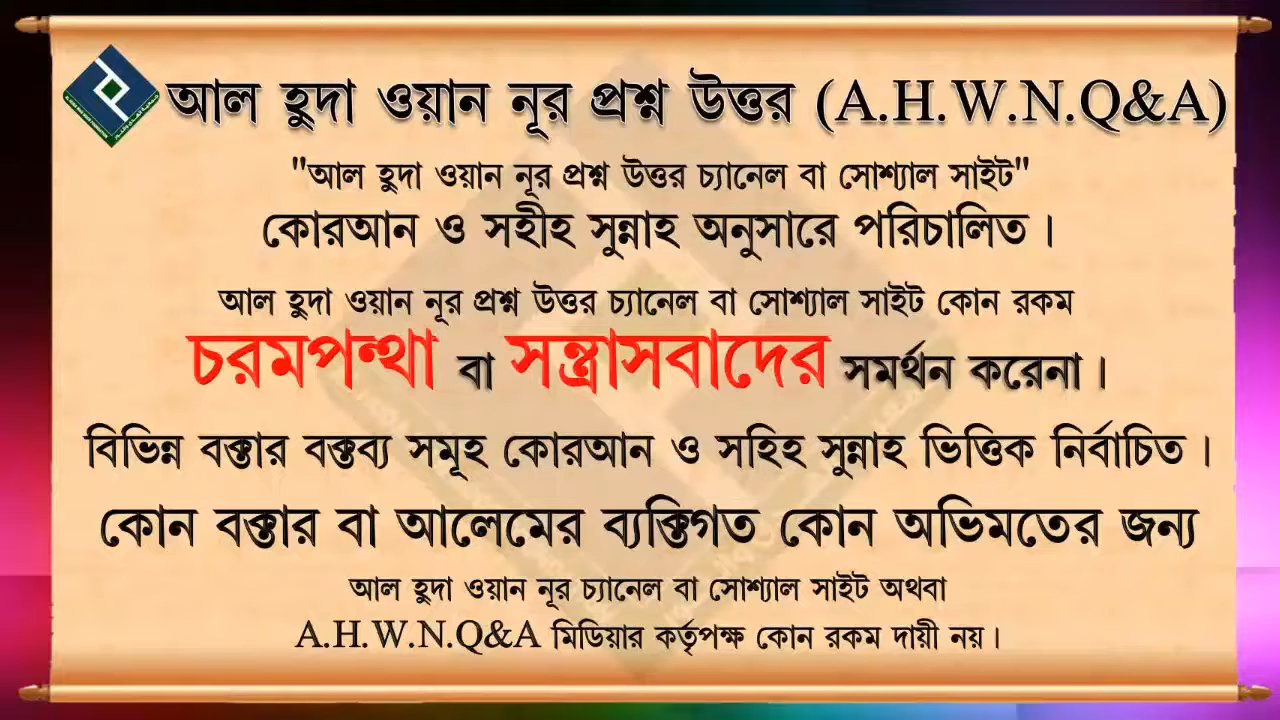 আল হুদা ওয়ান নূর প্রশ্ন উত্তর (A.H.W.N.Q&A)
"আল হুদা ওয়ান নূর প্রশ্ন উত্তর চ্যানেল বা সোশ্যাল সাইট"
কোরআন ও সহীহ সুন্নাহ অনুসারে পরিচালিত ।
আল হুদা ওয়ান নূর প্রশ্ন উত্তর চ্যানেল বা সোশ্যাল সাইট কোন রকম
চরমপন্থা বা সন্ত্রাসবাদের সমর্থন করেনা ।
বিভিন্ন বক্তার বক্তব্য সমূহ কোরআন ও সহিহ সুন্নাহ ভিত্তিক নির্বাচিত ।
কোন বক্তার বা আলেমের ব্যক্তিগত কোন অভিমতের জন্য
আল হুদা ওয়ান নূর চ্যানেল বা সোশ্যাল সাইট অথবা
A.H.W.N.Q&A মিডিয়ার কর্তৃপক্ষ কোন রকম দায়ী নয় ।